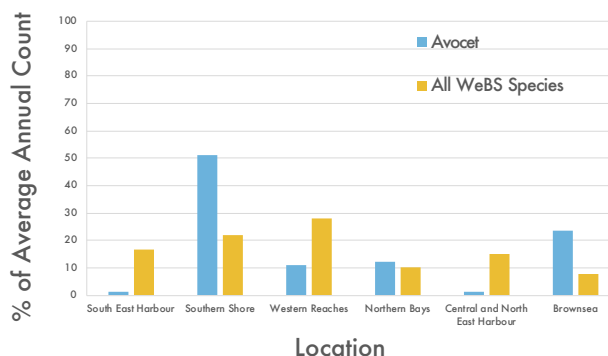 % of Average Annual Count
100
90
80
70
60
50
40
30
20
10
0
Avocet
All WeBS Species
South East Harbour
Southern Shore
Western Reaches
Northern Bays
Central and North
East Harbour
Brownsea
Location